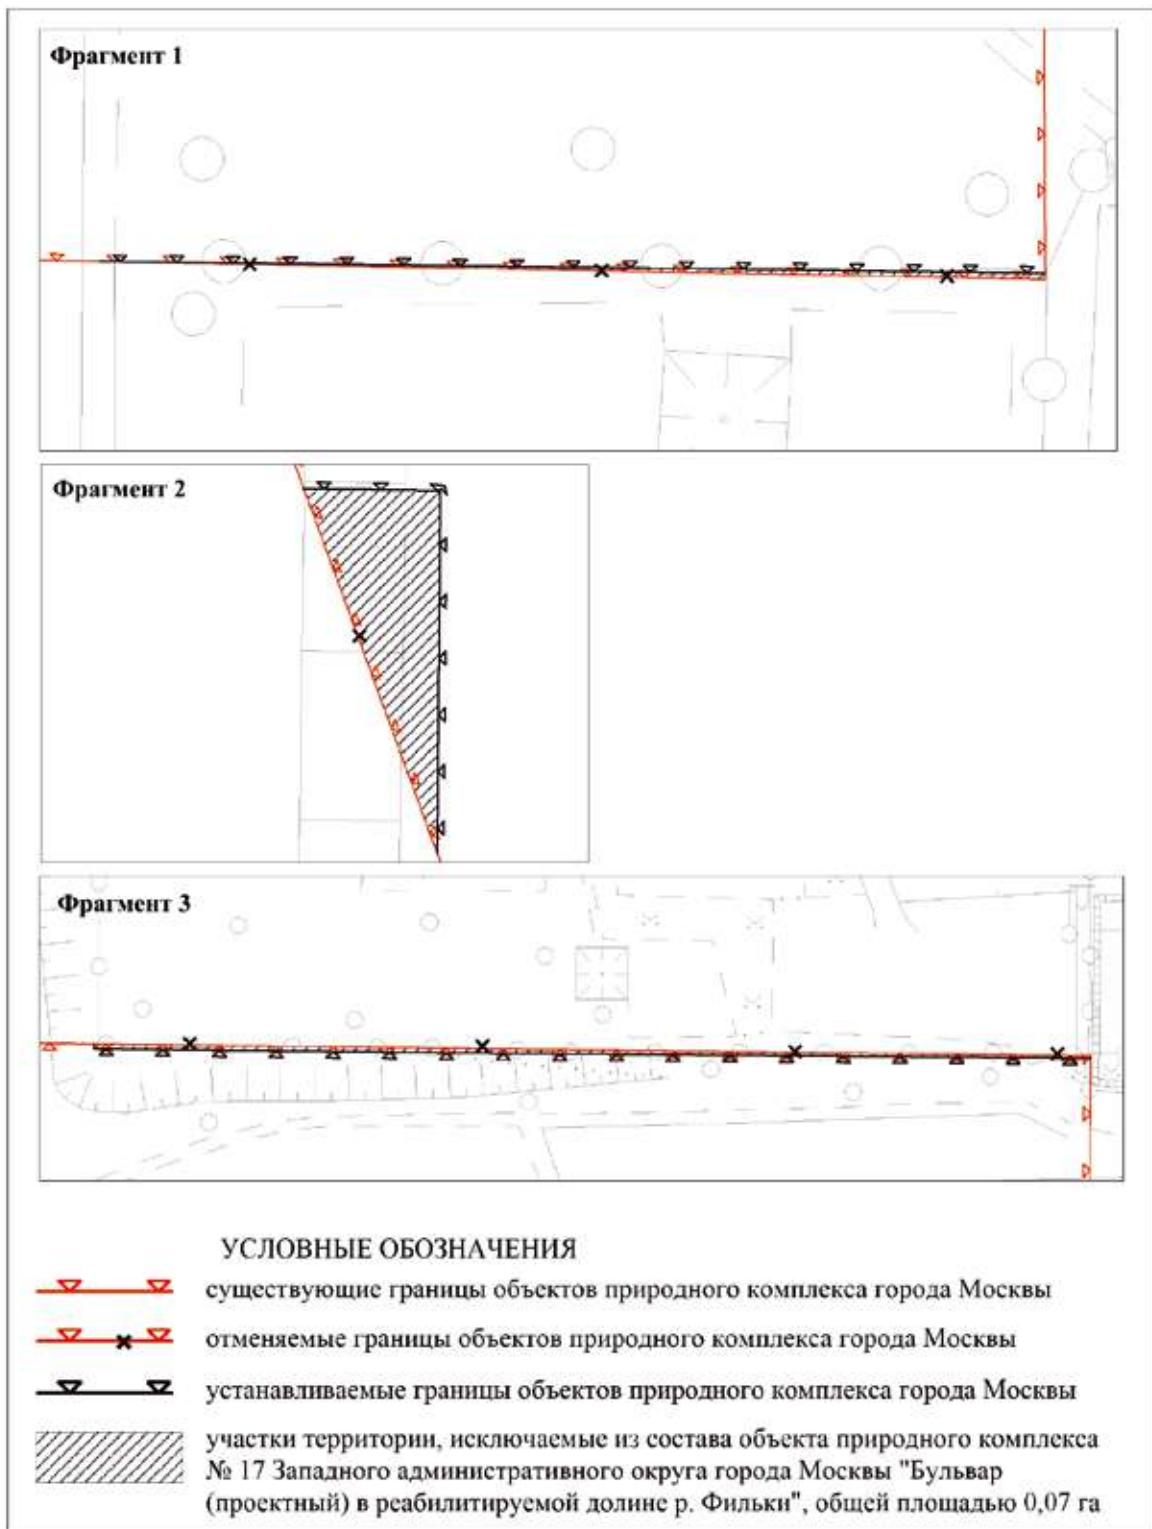 Фрагмент 1
Фрагмент 2
Фрагмент 3
УСЛОВНЫЕ ОБОЗНАЧЕНИЯ
существующие границы объектов природного комплекса города Москвы
отменяемые границы объектов природного комплекса города Москвы
устанавливаемые границы объектов природного комплекса города Москвы
участки территории, исключаемые из состава объекта природного комплекса
№ 17 Западного административного округа города Москвы "Бульвар
(проектный) в реабилитируемой долине р. Фильки", общей площадью 0,07 га